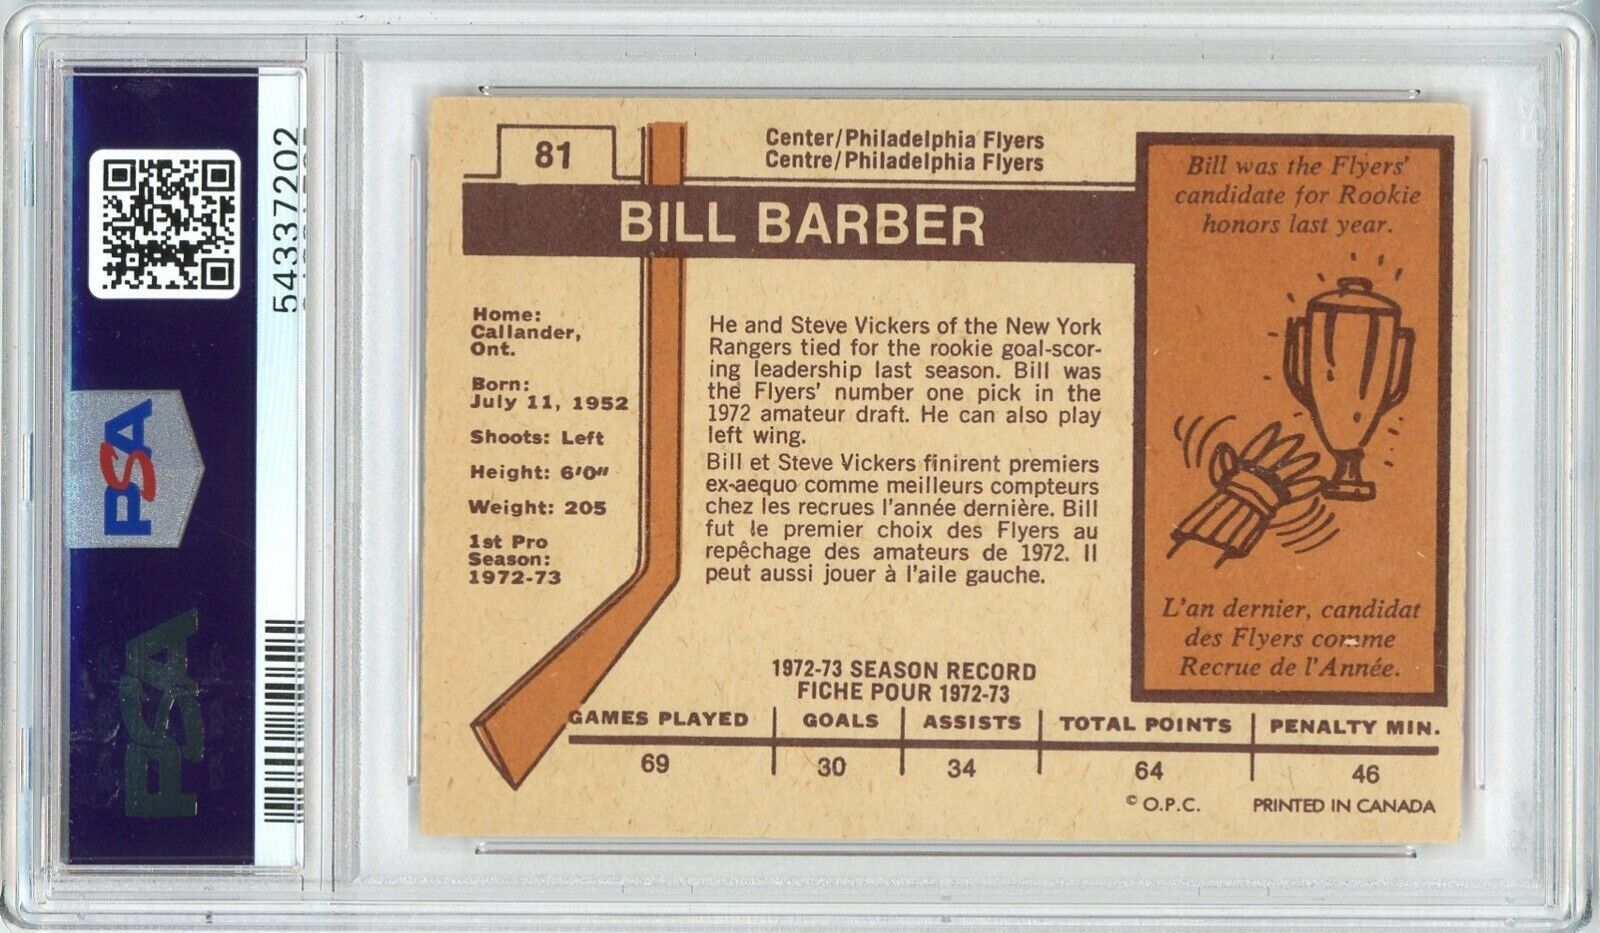 54337202
PSA
PSA
81
Center/Philadelphia Flyers
Centre/Philadelphia Flyers
BILL BARBER
Home:
Callander,
Ont.
Born:
July 11, 1952
Shoots: Left
Height: 6'0"
Weight: 205
1st Pro
Season:
1972-73
He and Steve Vickers of the New York
Rangers tied for the rookie goal-scor-
ing leadership last season. Bill was
the Flyers' number one pick in the
1972 amateur draft. He can also play
left wing.
Bill et Steve Vickers finirent premiers
ex-aequo comme meilleurs compteurs
chez les recrues l'année dernière. Bill
fut le premier choix des Flyers au
repêchage des amateurs de 1972. Il
peut aussi jouer à l'aile gauche.
Bill was the Flyers'
candidate for Rookie
honors last year.
L'an dernier, candidat
des Flyers comme
Recrue de l'Année.
1972-73 SEASON RECORD
FICHE POUR 1972-73
GAMES PLAYED GOALS ASSISTS TOTAL POINTS PENALTY MIN.
69 30 34 64 46
© O.P.C. PRINTED IN CANADA